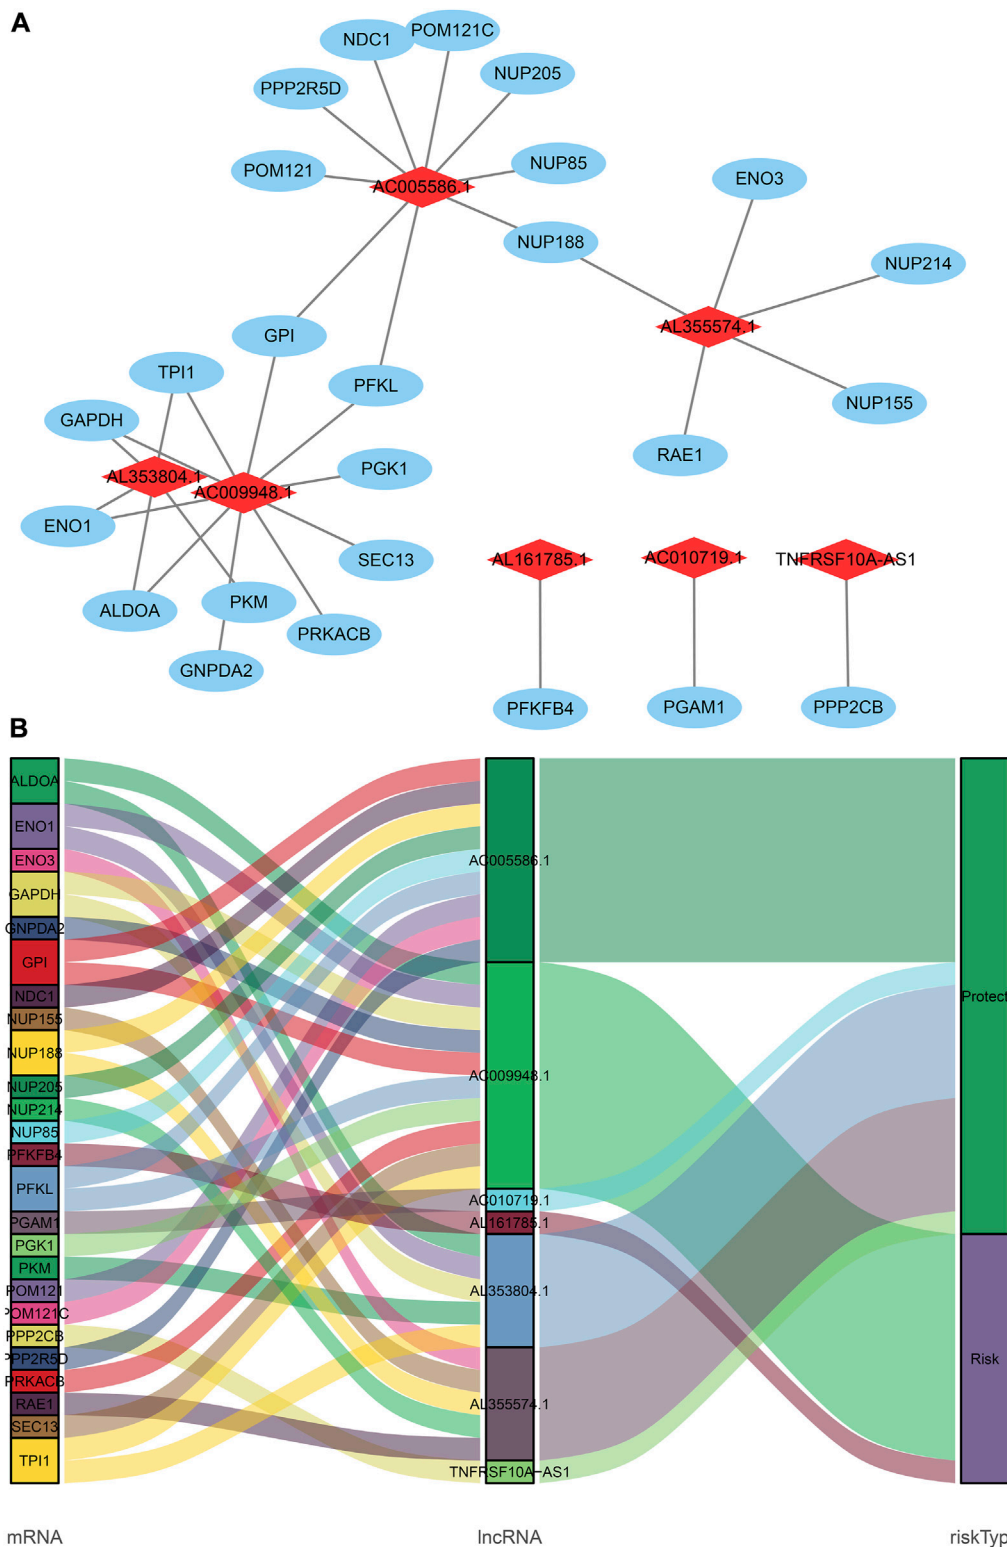 A
NDC1
POM121C
PPP2R5D
NUP205
POM121
NUP85
AC005586.1
ENO3
NUP188
NUP214
AL355574.1
GPI
TPI1
PFKL
NUP155
GAPDH
RAE1
PGK1
AL353804.1
AC009948.1
ENO1
SEC13
AL161785.1
AC010719.1
TNFRSF10A-AS1
ALDOA
PKM
PRKACB
GNPDA2
PFKFB4
PGAM1
PPP2CB
B
ALDOA
ENO1
ENO3
GAPDH
GNPDA2
GPI
NDC1
NUP155
NUP188
NUP205
NUP214
NUP85
PFKFB4
PFKL
PGAM1
PGK1
PKM
POM121
POM121C
PPP2CB
PPP2R5D
PRKACB
RAE1
SEC13
TPI1
AC005586.1
AC009948.1
AC010719.1
AL161785.1
AL353804.1
AL355574.1
TNFRSF10A−AS1
Protect
Risk
mRNA
lncRNA
riskTyp